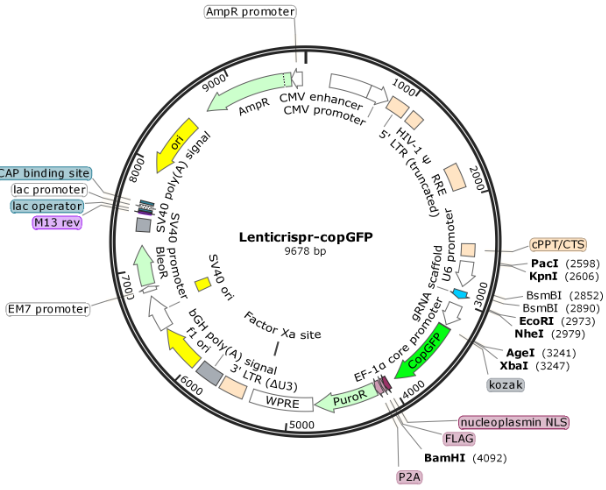 AmpR promoter
CMV enhancer
CMV promoter
5' LTR (truncated)
HIV-1 Ψ
RRE
cPPT/CTS
U6 promoter
gRNA scaffold
PacI (2598)
KpnI (2606)
BsmBI (2852)
BsmBI (2890)
EcoRI (2973)
NheI (2979)
AgeI (3241)
XbaI (3247)
kozak
EF-1α core promoter
CopGFP
nucleoplasmin NLS
FLAG
BamHI (4092)
P2A
PuroR
Factor Xa site
WPRE
3' LTR (ΔU3)
bGH poly(A) signal
f1 ori
SV40 ori
SV40 promoter
EM7 promoter
BleoR
SV40 poly(A) signal
M13 rev
lac operator
lac promoter
CAP binding site
ori
AmpR
1000
2000
3000
4000
5000
6000
7000
8000
9000
Lenticrispr-copGFP
9678 bp